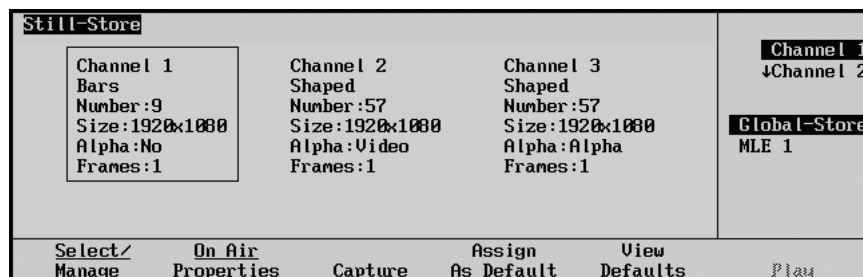 Still-Store
Channel 1
Bars
Number:9
Size:1920x1080
Alpha:No
Frames:1
Channel 2
Shaped
Number:57
Size:1920x1080
Alpha:Video
Frames:1
Channel 3
Shaped
Number:57
Size:1920x1080
Alpha:Alpha
Frames:1
Channel 1
↓Channel 2
Global-Store
MLE 1
Select/
Manage
On Air
Properties
Capture
Assign
As Default
View
Defaults
Play